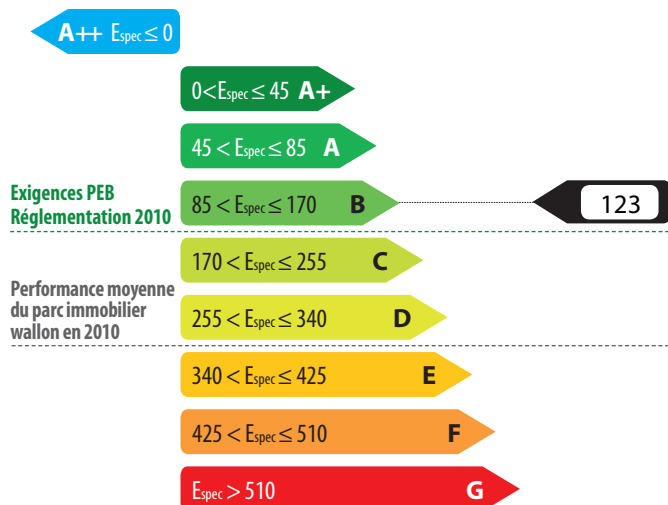 A++ Espec ≤ 0
0<Espec ≤ 45 A+
45 < Espec ≤ 85 A
Exigences PEB
Réglementation 2010
85 < Espec ≤ 170 B
123
170 < Espec ≤ 255 C
Performance moyenne
du parc immobilier
wallon en 2010
255 < Espec ≤ 340 D
340 < Espec ≤ 425 E
425 < Espec ≤ 510 F
Espec > 510 G